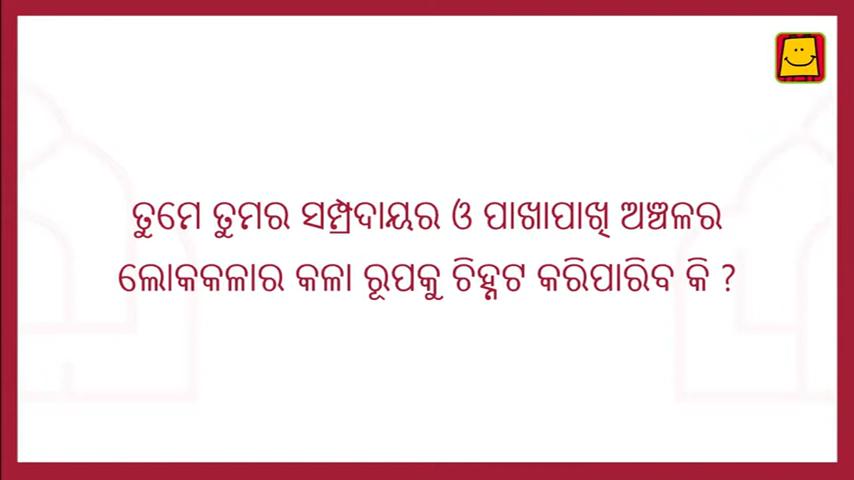 ତୁମେ ତୁମର ସମ୍ପ୍ରଦାୟର ଓ ପାଖାପାଖି ଅଞ୍ଚଳର
ଲୋକକଳାର କଳା ରୂପକୁ ଚିହ୍ନଟ କରିପାରିବ କି ?